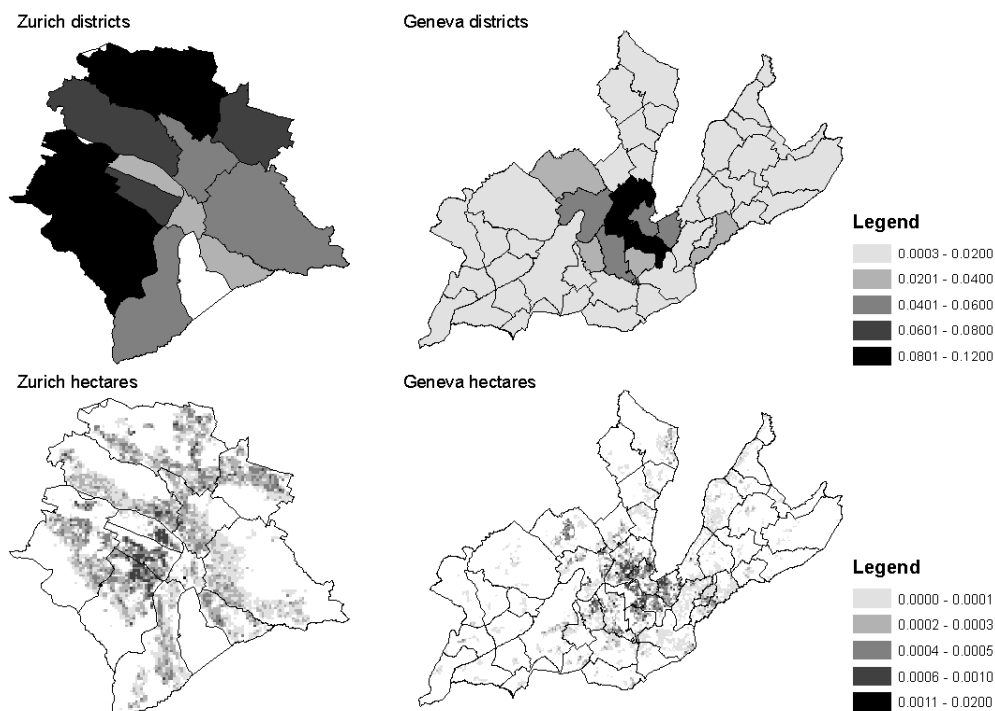 Zurich districts
Geneva districts
Legend
0.0003 - 0.0200
0.0201 - 0.0400
0.0401 - 0.0600
0.0601 - 0.0800
0.0801 - 0.1200
Zurich hectares
Geneva hectares
Legend
0.0000 - 0.0001
0.0002 - 0.0003
0.0004 - 0.0005
0.0006 - 0.0010
0.0011 - 0.0200